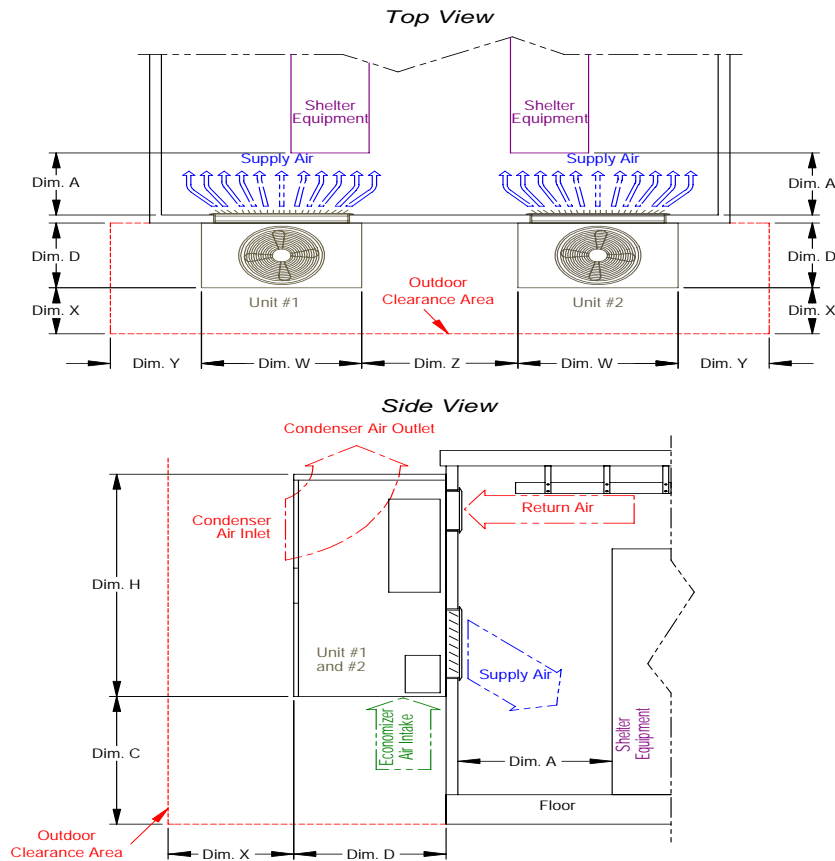 Top View
Shelter
Equipment
Shelter
Equipment
Supply Air
Supply Air
Dim. A
Dim. A
Dim. D
Dim. D
Outdoor
Clearance Area
Unit #1
Unit #2
Dim. X
Dim. X
Dim. Y
Dim. W
Dim. Z
Dim. W
Dim. Y
Side View
Condenser Air Outlet
Condenser
Air Inlet
Return Air
Dim. H
Unit #1
and #2
Supply Air
Economizer
Air Intake
Shelter
Equipment
Dim. C
Dim. A
Floor
Outdoor
Clearance Area
Dim. X
Dim. D